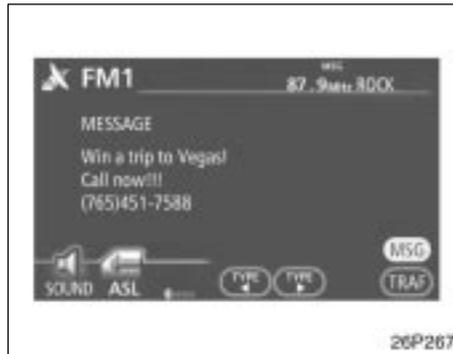 FM1
MSG
87.9MHz ROCK
MESSAGE
Win a trip to Vegas!
Call now!!!
(765)451-7588
MSG
SOUND ASL
TYPE
TYPE
TRAF
26P267